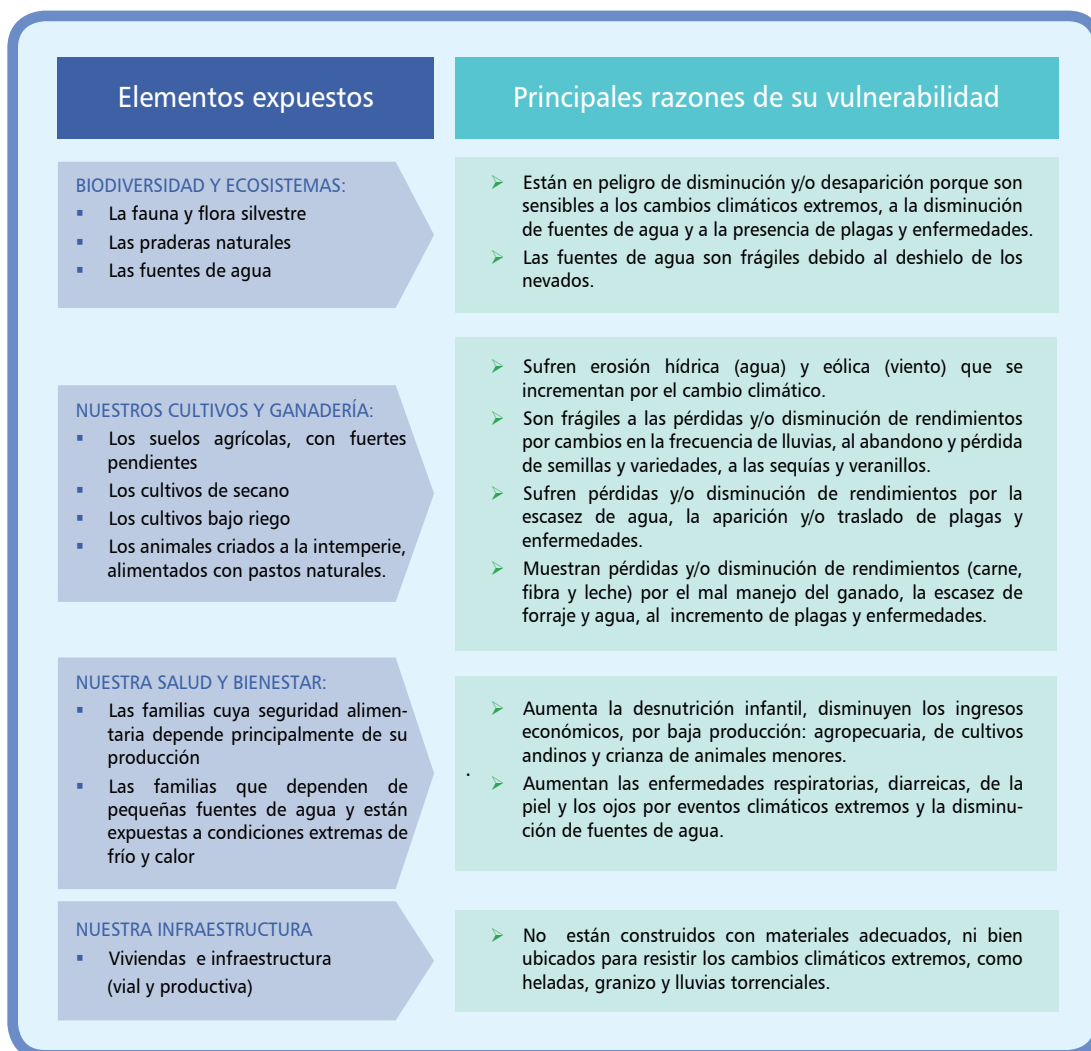 Elementos expuestos
Principales razones de su vulnerabilidad
BIODIVERSIDAD Y ECOSISTEMAS:
▪ La fauna y flora silvestre
▪ Las praderas naturales
▪ Las fuentes de agua
➢ Están en peligro de disminución y/o desaparición porque son
sensibles a los cambios climáticos extremos, a la disminución
de fuentes de agua y a la presencia de plagas y enfermedades.
➢ Las fuentes de agua son frágiles debido al deshielo de los
nevados.
NUESTROS CULTIVOS Y GANADERÍA:
▪ Los suelos agrícolas, con fuertes
pendientes
▪ Los cultivos de secano
▪ Los cultivos bajo riego
▪ Los animales criados a la intemperie,
alimentados con pastos naturales.
➢ Sufren erosión hídrica (agua) y eólica (viento) que se
incrementan por el cambio climático.
➢ Son frágiles a las pérdidas y/o disminución de rendimientos
por cambios en la frecuencia de lluvias, al abandono y pérdida
de semillas y variedades, a las sequías y veranillos.
➢ Sufren pérdidas y/o disminución de rendimientos por la
escasez de agua, la aparición y/o traslado de plagas y
enfermedades.
➢ Muestran pérdidas y/o disminución de rendimientos (carne,
fibra y leche) por el mal manejo del ganado, la escasez de
forraje y agua, al incremento de plagas y enfermedades.
NUESTRA SALUD Y BIENESTAR:
▪ Las familias cuya seguridad alimen-
taria depende principalmente de su
producción
▪ Las familias que dependen de
pequeñas fuentes de agua y están
expuestas a condiciones extremas de
frío y calor
.
➢ Aumenta la desnutrición infantil, disminuyen los ingresos
económicos, por baja producción: agropecuaria, de cultivos
andinos y crianza de animales menores.
➢ Aumentan las enfermedades respiratorias, diarreicas, de la
piel y los ojos por eventos climáticos extremos y la disminu-
ción de fuentes de agua.
NUESTRA INFRAESTRUCTURA
▪ Viviendas e infraestructura
(vial y productiva)
➢ No están construidos con materiales adecuados, ni bien
ubicados para resistir los cambios climáticos extremos, como
heladas, granizo y lluvias torrenciales.